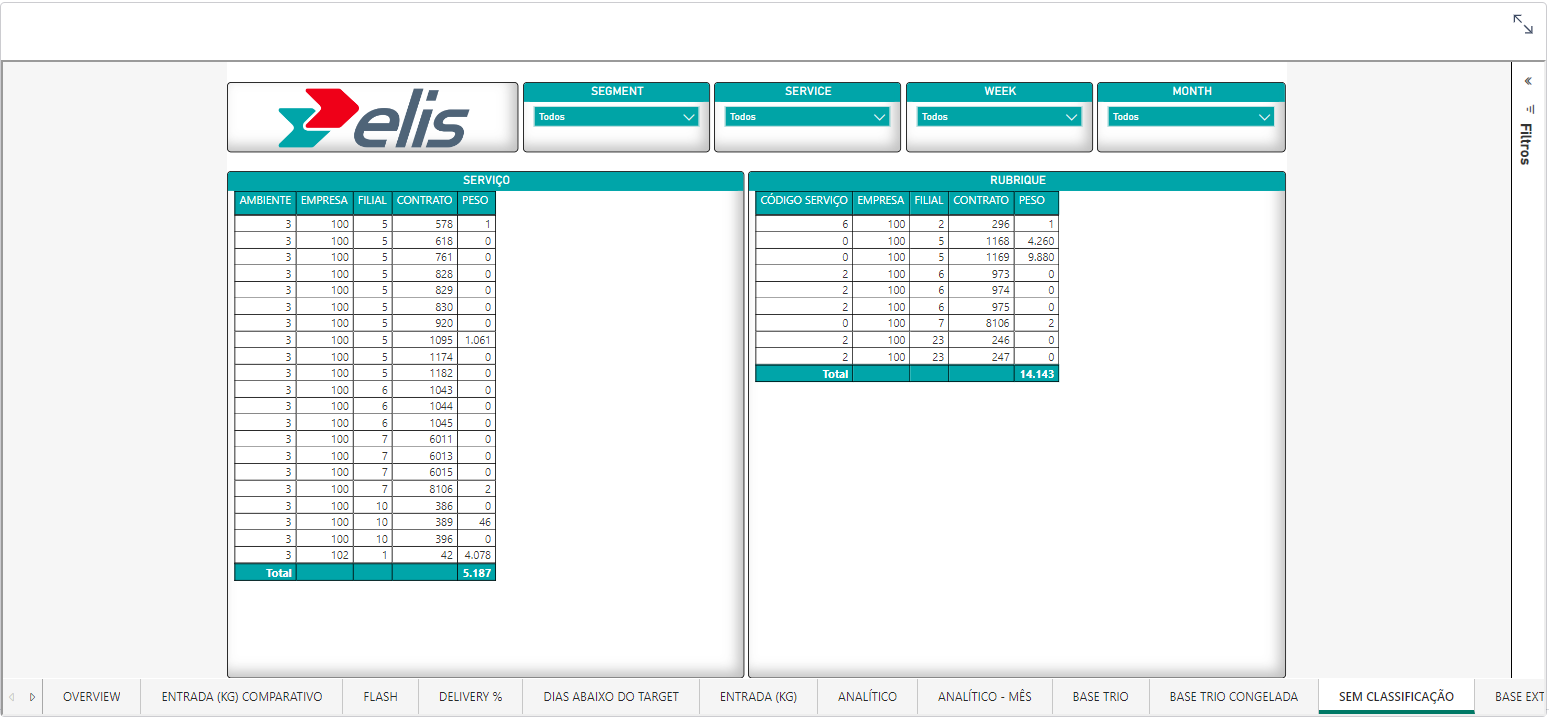 elis
SEGMENT
Todos
SERVICE
Todos
WEEK
Todos
MONTH
Todos
Filtros
SERVIÇO
AMBIENTE EMPRESA FILIAL CONTRATO PESO
3 100 5 578 1
3 100 5 618 0
3 100 5 761 0
3 100 5 828 0
3 100 5 829 0
3 100 5 830 0
3 100 5 920 0
3 100 5 1095 1.061
3 100 5 1174 0
3 100 5 1182 0
3 100 6 1043 0
3 100 6 1044 0
3 100 6 1045 0
3 100 7 6011 0
3 100 7 6013 0
3 100 7 6015 0
3 100 7 8106 2
3 100 10 386 0
3 100 10 389 46
3 100 10 396 0
3 102 1 42 4.078
Total 5.187
RUBRIQUE
CÓDIGO SERVIÇO EMPRESA FILIAL CONTRATO PESO
6 100 2 296 1
0 100 5 1168 4.260
0 100 5 1169 9.880
2 100 6 973 0
2 100 6 974 0
2 100 6 975 0
0 100 7 8106 2
2 100 23 246 0
2 100 23 247 0
Total 14.143
OVERVIEW ENTRADA (KG) COMPARATIVO FLASH DELIVERY % DIAS ABAIXO DO TARGET ENTRADA (KG) ANALÍTICO ANALÍTICO - MÊS BASE TRIO BASE TRIO CONGELADA SEM CLASSIFICAÇÃO BASE EXT